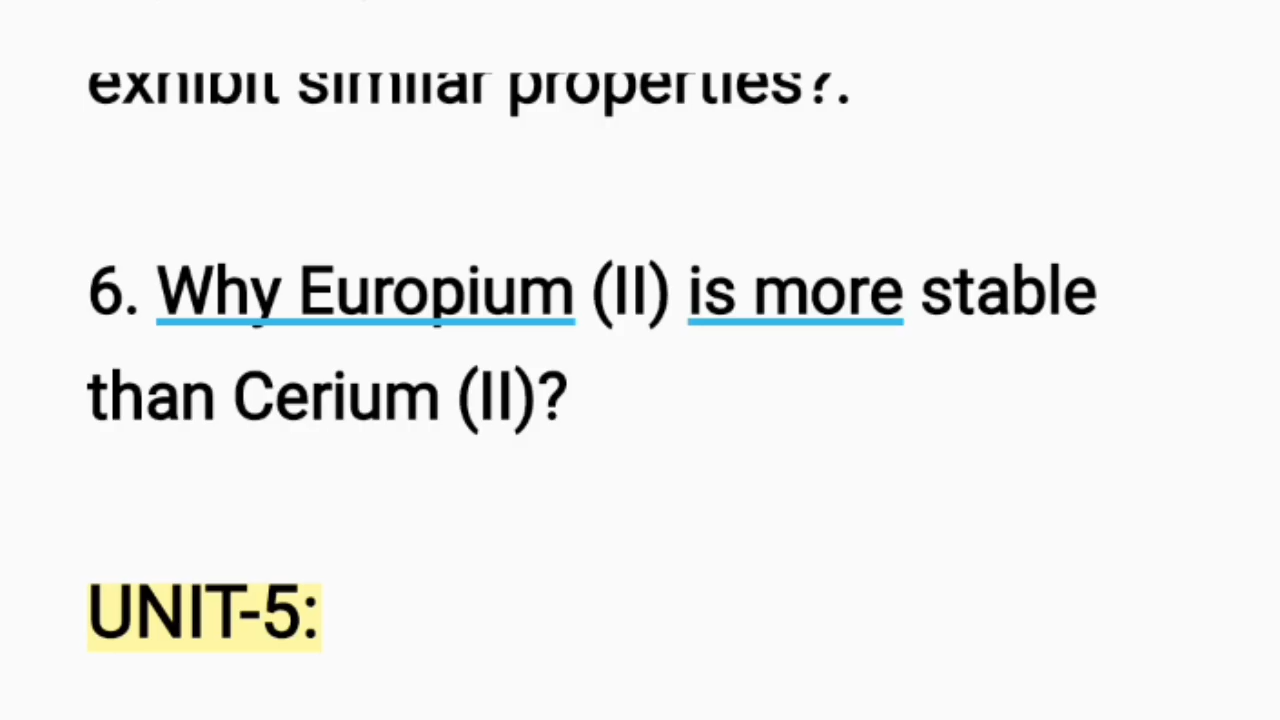 exhibit similar properties?.
6. Why Europium (II) is more stable
than Cerium (II)?
UNIT-5: